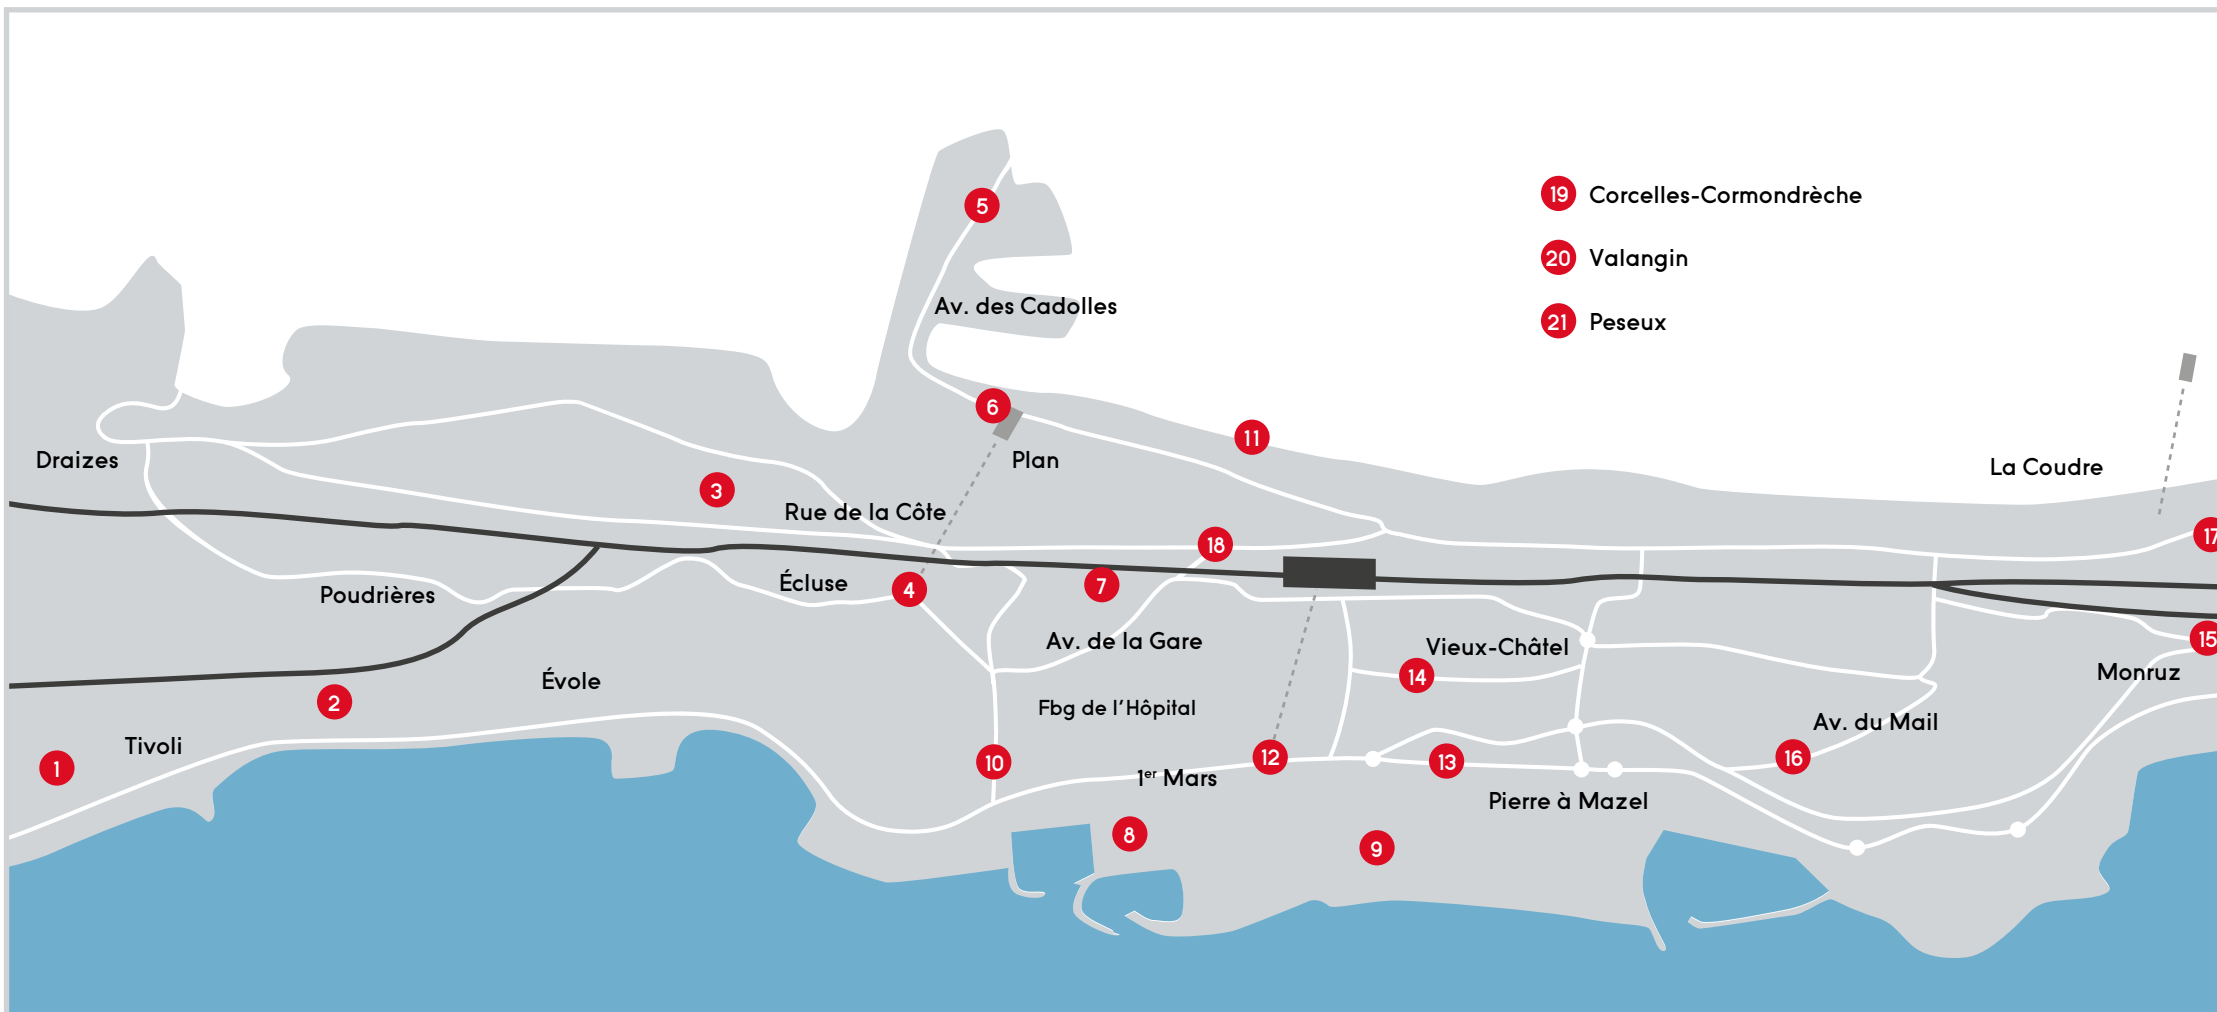 5
19 Corcelles-Cormondrèche
20 Valangin
21 Peseux
Av. des Cadolles
6
11
Draizes
Plan
La Coudre
3
Rue de la Côte
18
17
Écluse
4
7
Poudrières
Av. de la Gare
Vieux-Châtel
15
14
Monruz
Évole
2
Fbg de l'Hôpital
Av. du Mail
Tivoli
1
10
12
13
16
1er Mars
Pierre à Mazel
8
9